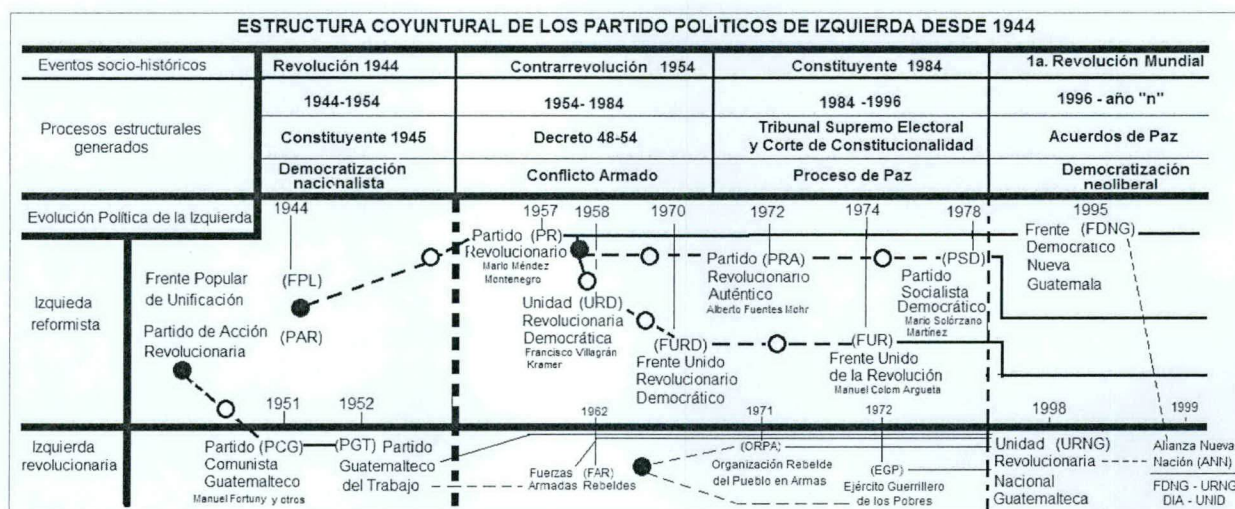 ESTRUCTURA COYUNTURAL DE LOS PARTIDO POLÌTICOS DE IZQUIERDA DESDE 1944
Eventos socio-históricos
Revolución 1944
Contrarrevolución 1954
Constituyente 1984
1a. Revolución Mundial
Procesos estructurales
generados
1944-1954
1954- 1984
1984 -1996
1996 - año "n"
Constituyente 1945
Decreto 48-54
Tribunal Supremo Electoral
y Corte de Constitucionalidad
Acuerdos de Paz
Democratización
nacionalista
Conflicto Armado
Proceso de Paz
Democratización
neoliberal
Evolución Política de la Izquierda
1944
1957
1958
1970
1972
1974
1978
1995
Izquieda
reformista
Frente Popular
de Unificación
(FPL)
Partido de Acción
Revolucionaria
(PAR)
Partido (PR)
Revolucionario
Mario Méndez
Montenegro
Unidad (URD)
Revolucionaria
Democrática
Francisco Villagrán
Kramer
(FURD)
Frente Unido
Revolucionario
Democrático
Partido (PRA)
Revolucionario
Auténtico
Alberto Fuentes Mohr
(FUR)
Frente Unido
de la Revolución
Manuel Colom Argueta
(PSD)
Partido
Socialista
Democrático
Mario Solórzano
Martínez
Frente (FDNG)
Democratico
Nueva
Guatemala
1951
1952
1962
1971
1972
1998
1999
Izquierda
revolucionaria
Partido (PCG)
Comunista
Guatemalteco
Manuel Fortuny y otros
(PGT) Partido
Guatemalteco
del Trabajo
Fuerzas (FAR)
Armadas Rebeldes
(ORPA)
Organización Rebelde
del Pueblo en Armas
(EGP)
Ejército Guerrillero
de los Pobres
Unidad (URNG)
Revolucionaria
Nacional
Guatemalteca
Alianza Nueva
Nación (ANN)
FDNG - URNG
DIA - UNID